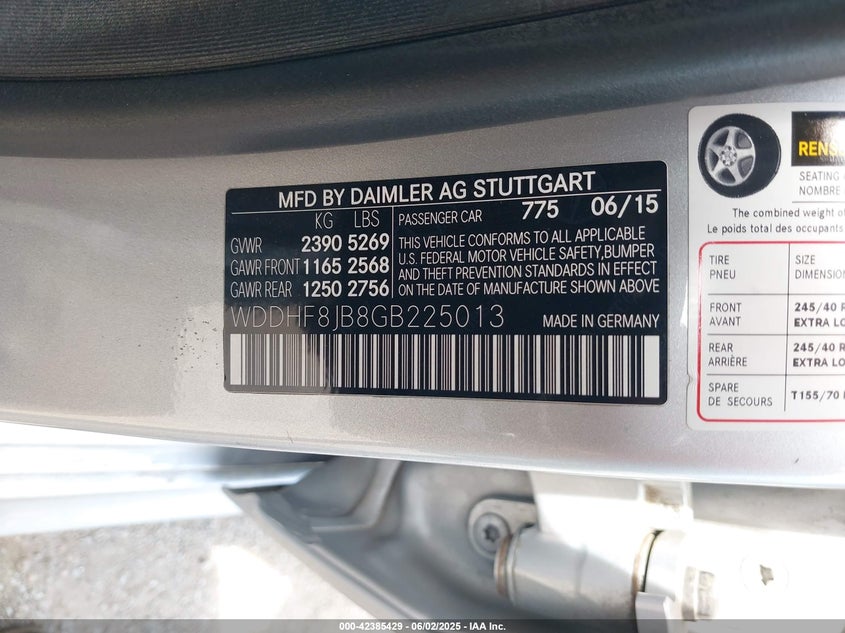 MFD BY DAIMLER AG STUTTGART
KG LBS
GVWR 2390 5269
GAWR FRONT 1165 2568
GAWR REAR 1250 2756
PASSENGER CAR 775 06/15
THIS VEHICLE CONFORMS TO ALL APPLICABLE
U.S. FEDERAL MOTOR VEHICLE SAFETY, BUMPER
AND THEFT PREVENTION STANDARDS IN EFFECT
ON THE DATE OF MANUFACTURE SHOWN ABOVE
WDDHF8JB8GB225013 MADE IN GERMANY
SEATING
NOMBRE
The combined weight of
Le poids total des occupants
TIRE SIZE
PNEU
FRONT 245/40
AVANT EXTRA
REAR 245/40
ARRIÈRE EXTRA
SPARE T155/70
DE SECOURS
000-42385429 - 06/02/2025 - IAA Inc.